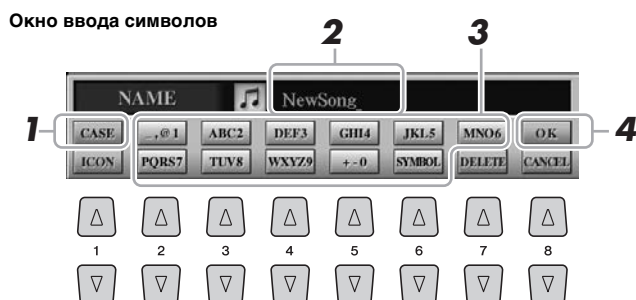 Окно ввода символов
2 3
NAME NewSong_
1 CASE _,@1 ABC2 DEF3 GHI4 JKL5 MNO6 OK 4
ICON PQRS7 TUV8 WXYZ9 +-0 SYMBOL DELETE CANCEL
1 2 3 4 5 6 7 8